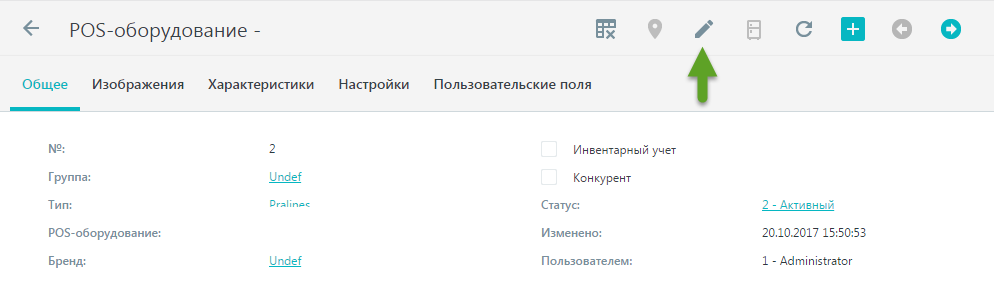 POS-оборудование -
Общее Изображения Характеристики Настройки Пользовательские поля
№: 2 Инвентарный учет
Группа: Undef Конкурент
Тип: Pralines Статус: 2 - Активный
POS-оборудование: Изменено: 20.10.2017 15:50:53
Бренд: Undef Пользователем: 1 - Administrator